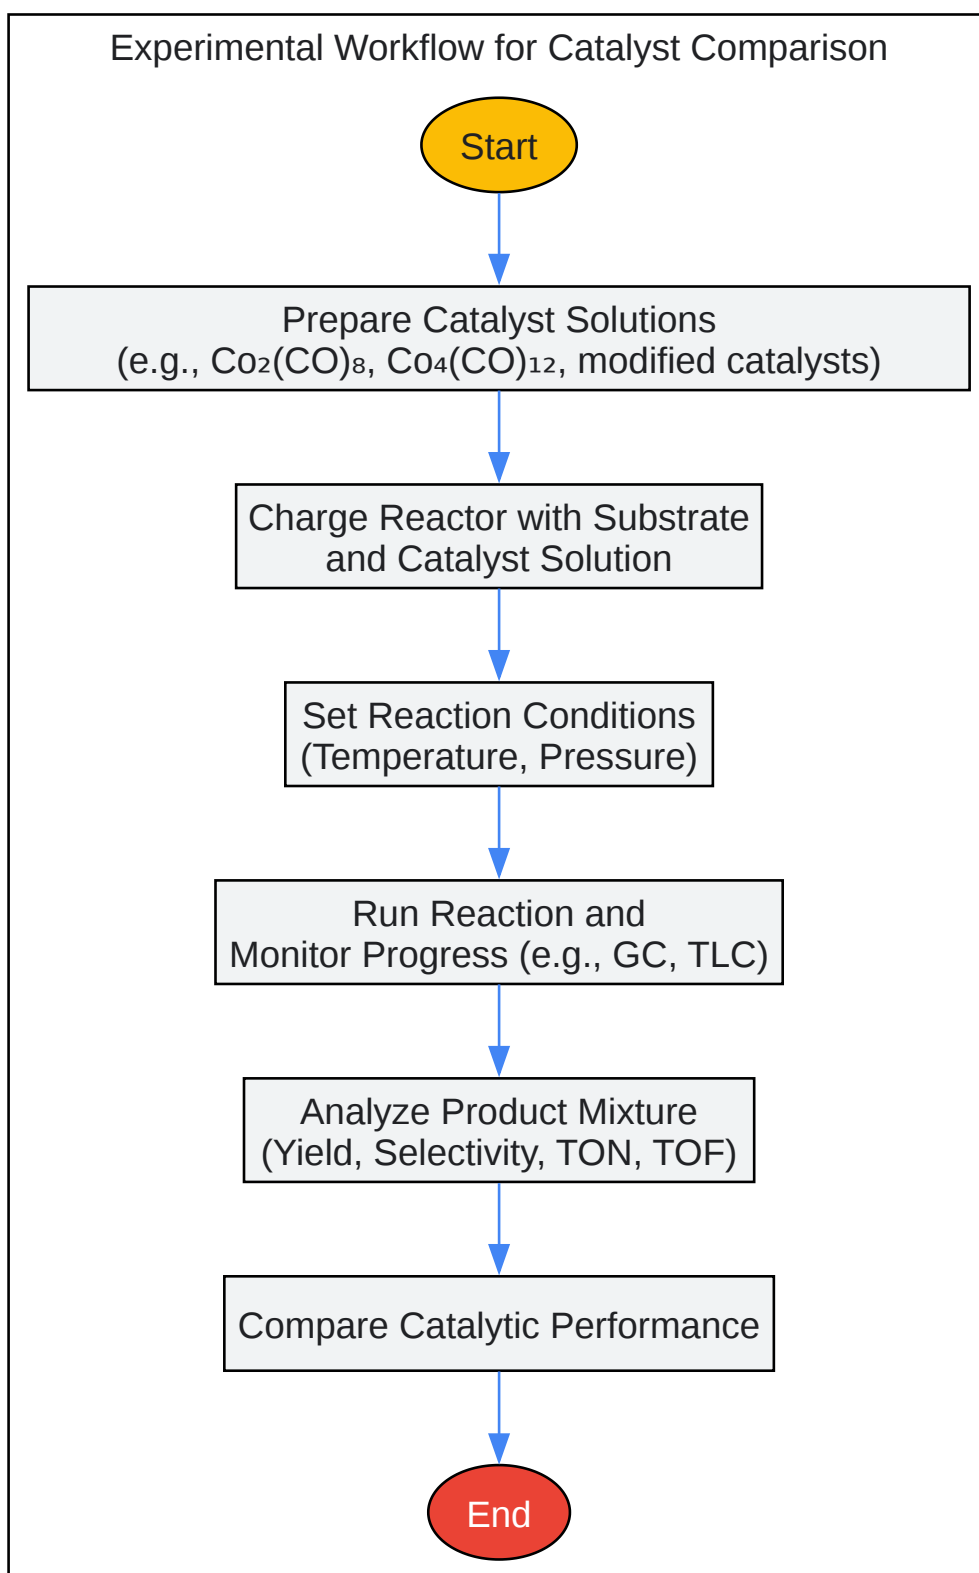 Experimental Workflow for Catalyst Comparison
Start
Prepare Catalyst Solutions
(e.g., Co₂(CO)₈, Co₄(CO)₁₂, modified catalysts)
Charge Reactor with Substrate
and Catalyst Solution
Set Reaction Conditions
(Temperature, Pressure)
Run Reaction and
Monitor Progress (e.g., GC, TLC)
Analyze Product Mixture
(Yield, Selectivity, TON, TOF)
Compare Catalytic Performance
End